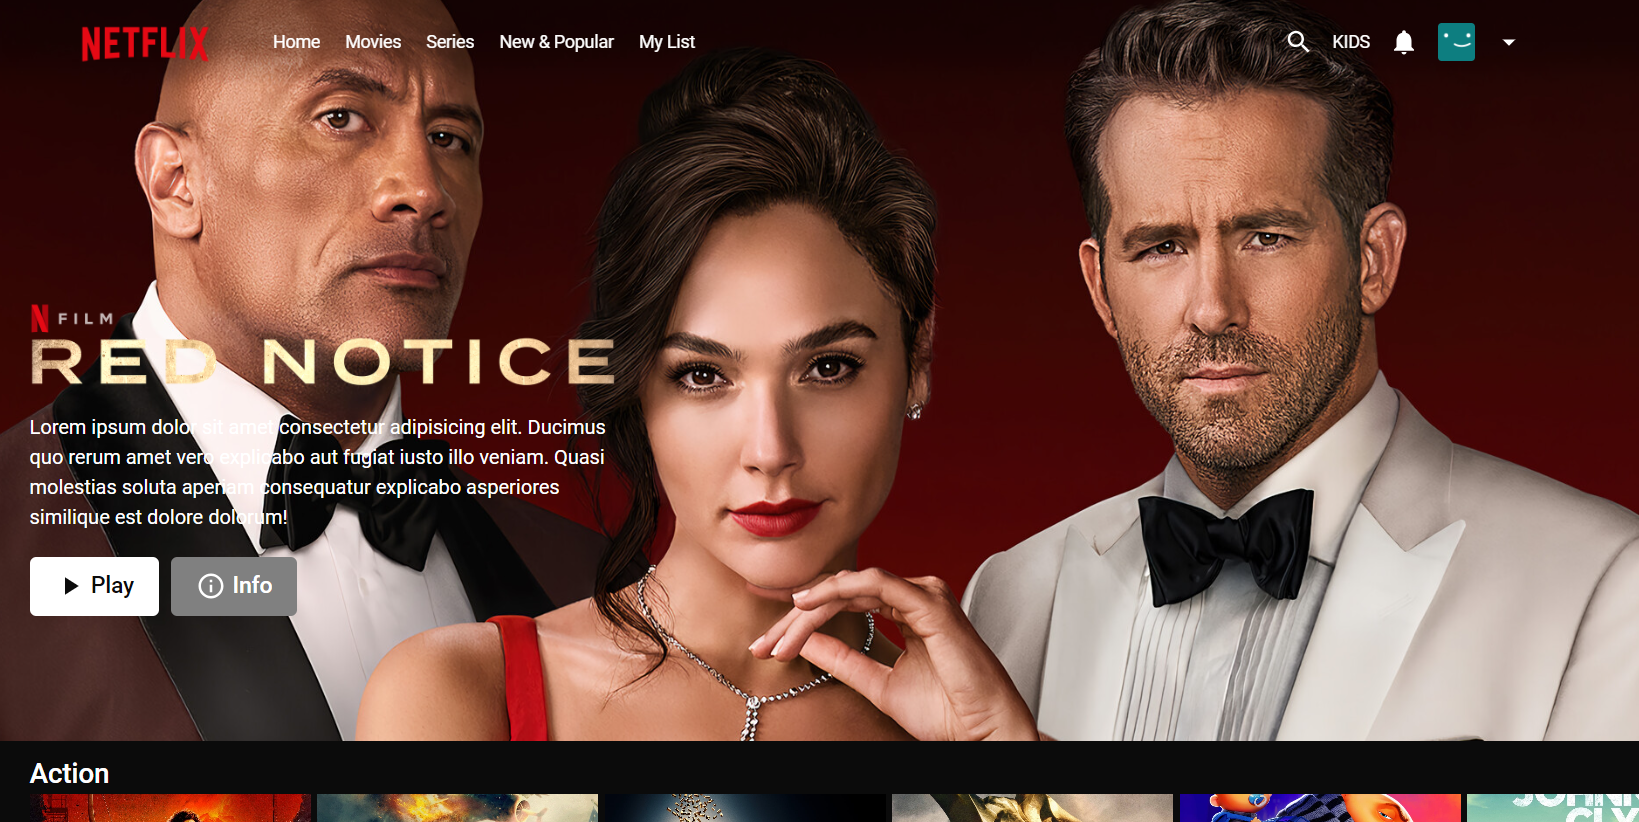 NETFLIX
Home Movies Series New & Popular My List
KIDS
N FILM
RED NOTICE
Lorem ipsum dolor sit amet consectetur adipisicing elit. Ducimus
quo rerum amet vero explicabo aut fugiat iusto illo veniam. Quasi
molestias soluta aperiam consequatur explicabo asperiores
similique est dolore dolorum!
Play
Info
Action